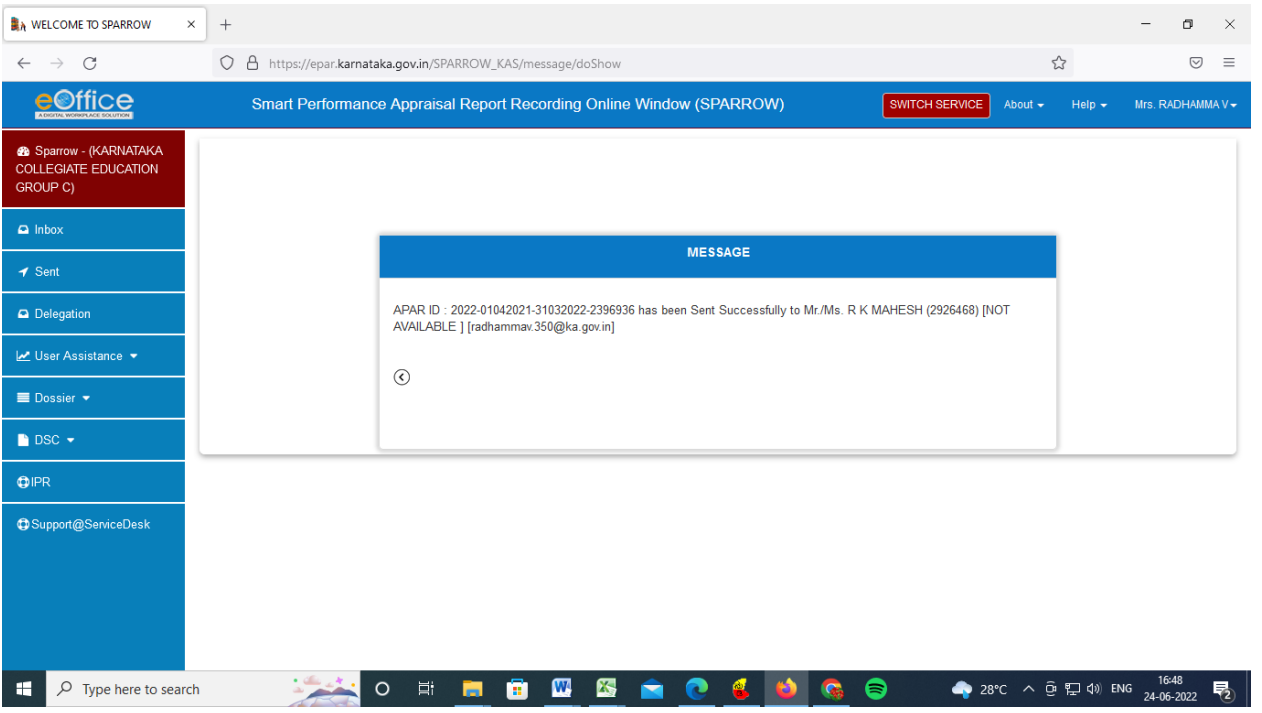 WELCOME TO SPARROW
https://epar.karnataka.gov.in/SPARROW_KAS/message/doShow
eOffice
A DIGITAL WORKPLACE SOLUTION
Smart Performance Appraisal Report Recording Online Window (SPARROW)
SWITCH SERVICE
About
Help
Mrs. RADHAMMA V
Sparrow - (KARNATAKA
COLLEGIATE EDUCATION
GROUP C)
Inbox
Sent
Delegation
User Assistance
Dossier
DSC
IPR
Support@ServiceDesk
MESSAGE
APAR ID : 2022-01042021-31032022-2396936 has been Sent Successfully to Mr./Ms. R K MAHESH (2926468) [NOT
AVAILABLE ] [radhammav.350@ka.gov.in]
Type here to search
28°C
ENG
16:48
24-06-2022
2